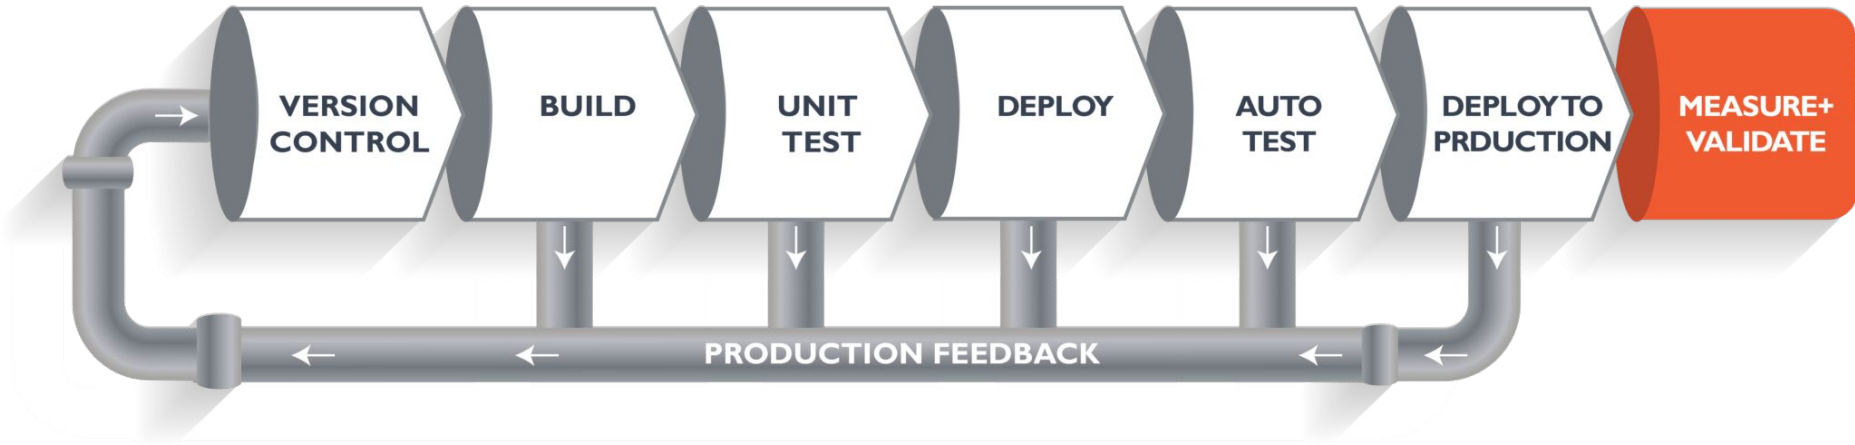 VERSION
CONTROL
BUILD
UNIT
TEST
DEPLOY
AUTO
TEST
DEPLOY TO
PRDUCTION
MEASURE+
VALIDATE
PRODUCTION FEEDBACK